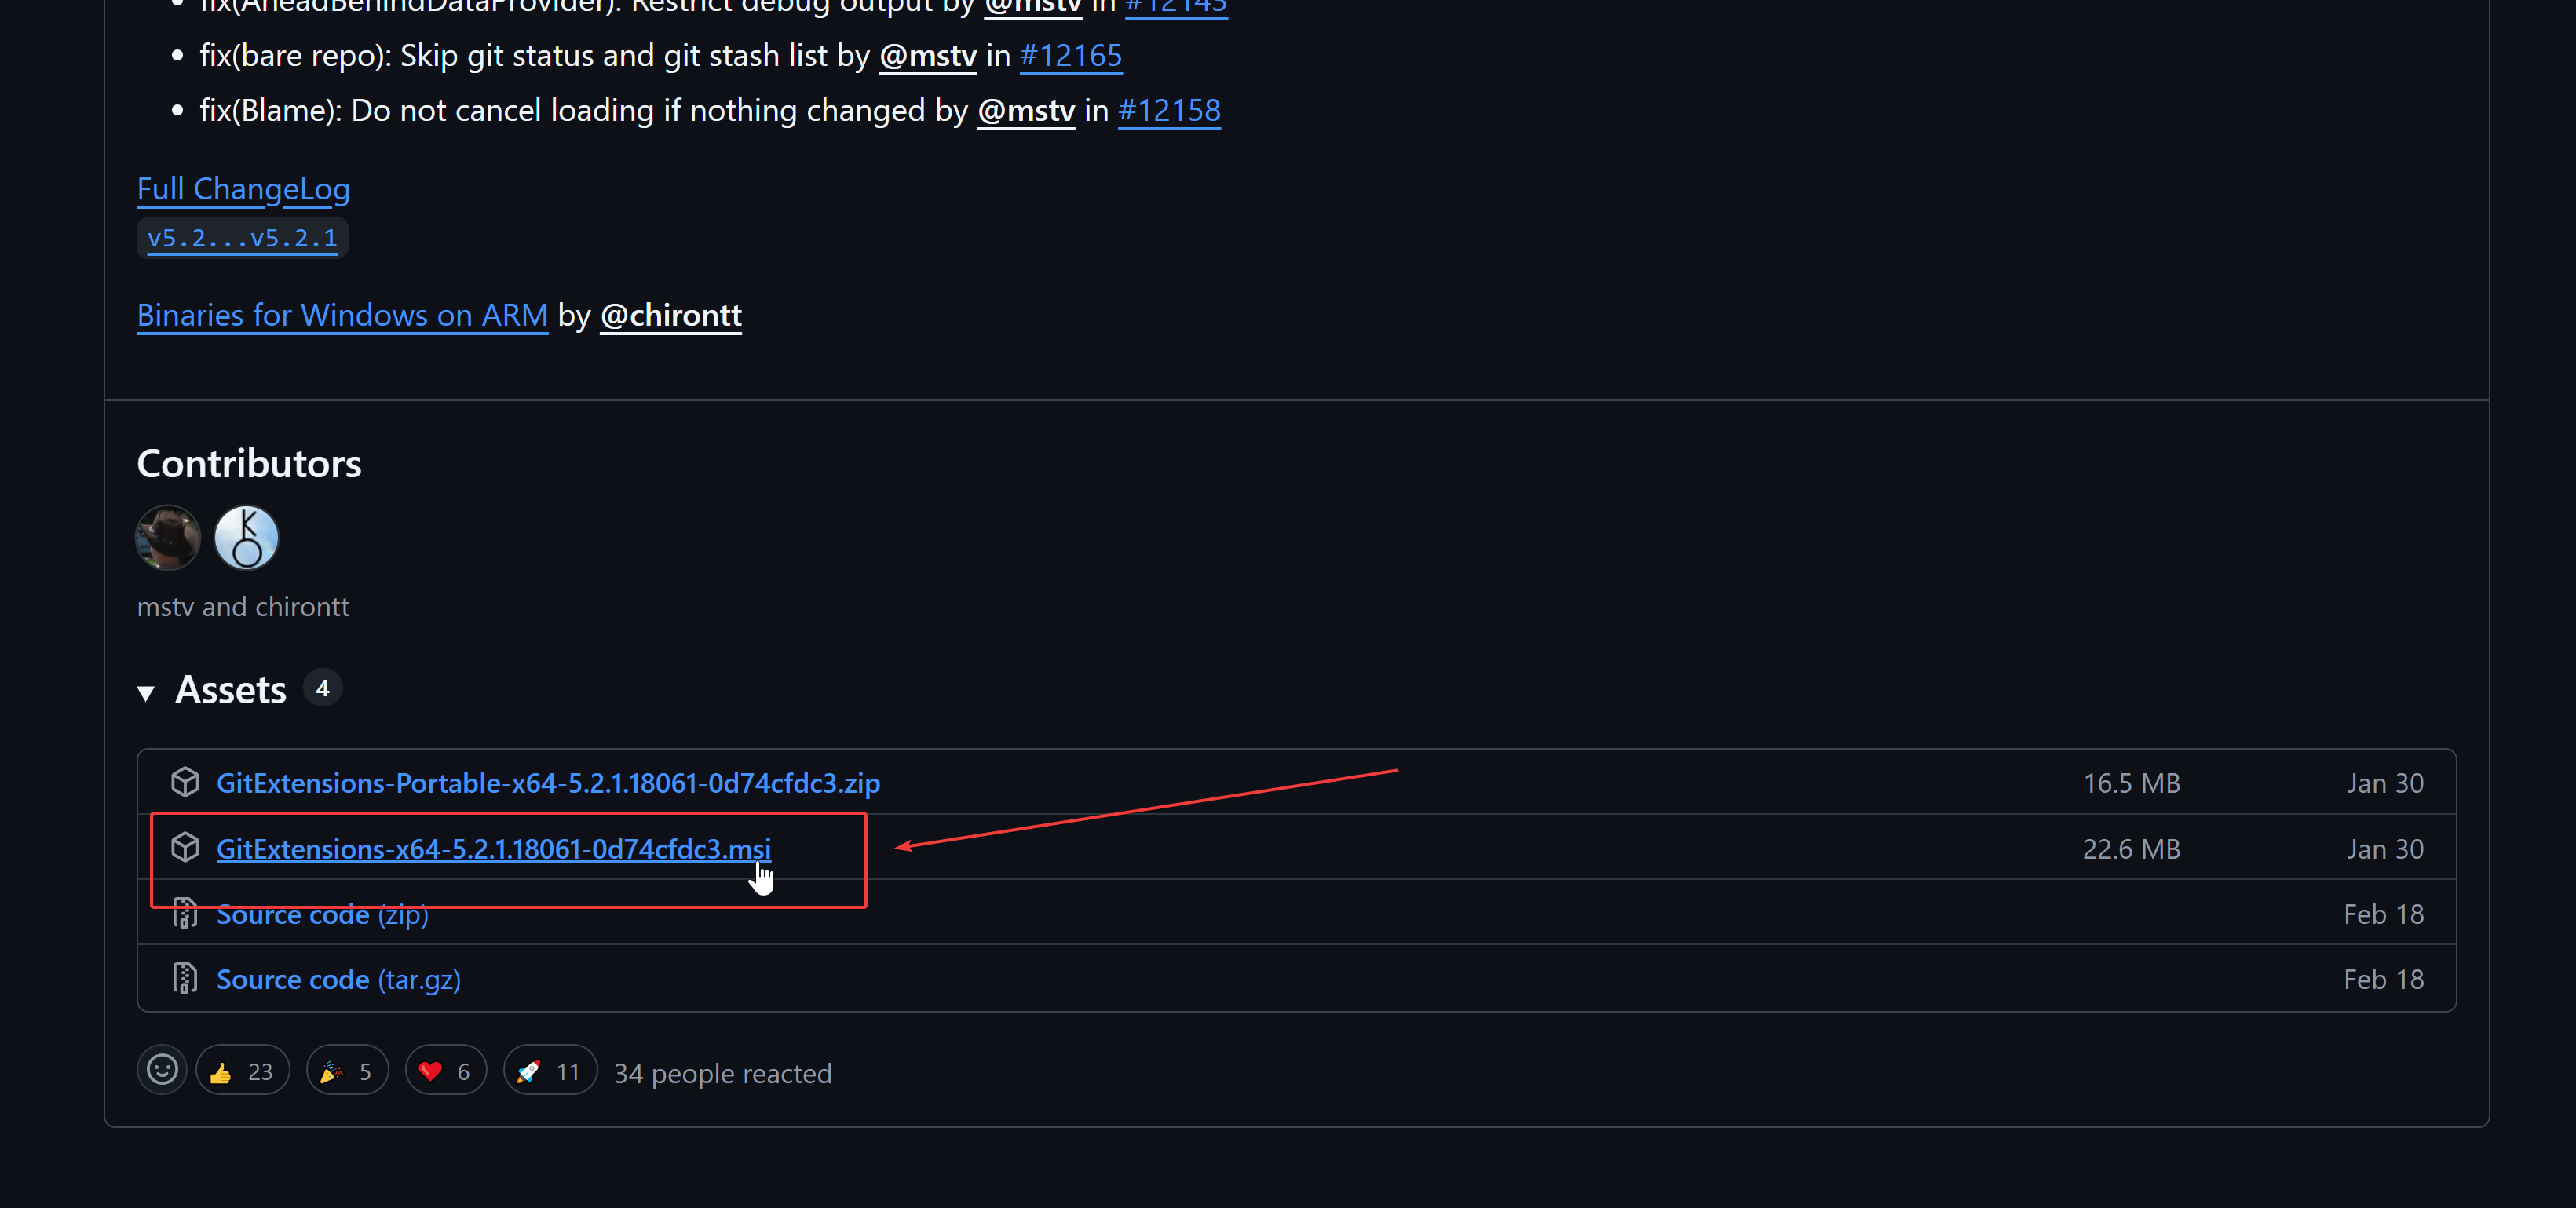 fix(AheadBehindDataProvider): Restrict debug output by @mstv in #12143
fix(bare repo): Skip git status and git stash list by @mstv in #12165
fix(Blame): Do not cancel loading if nothing changed by @mstv in #12158
Full ChangeLog
v5.2...v5.2.1
Binaries for Windows on ARM by @chirontt
Contributors
mstv and chirontt
Assets 4
GitExtensions-Portable-x64-5.2.1.18061-0d74cfdc3.zip 16.5 MB Jan 30
GitExtensions-x64-5.2.1.18061-0d74cfdc3.msi 22.6 MB Jan 30
Source code (zip) Feb 18
Source code (tar.gz) Feb 18
23 5 6 11 34 people reacted